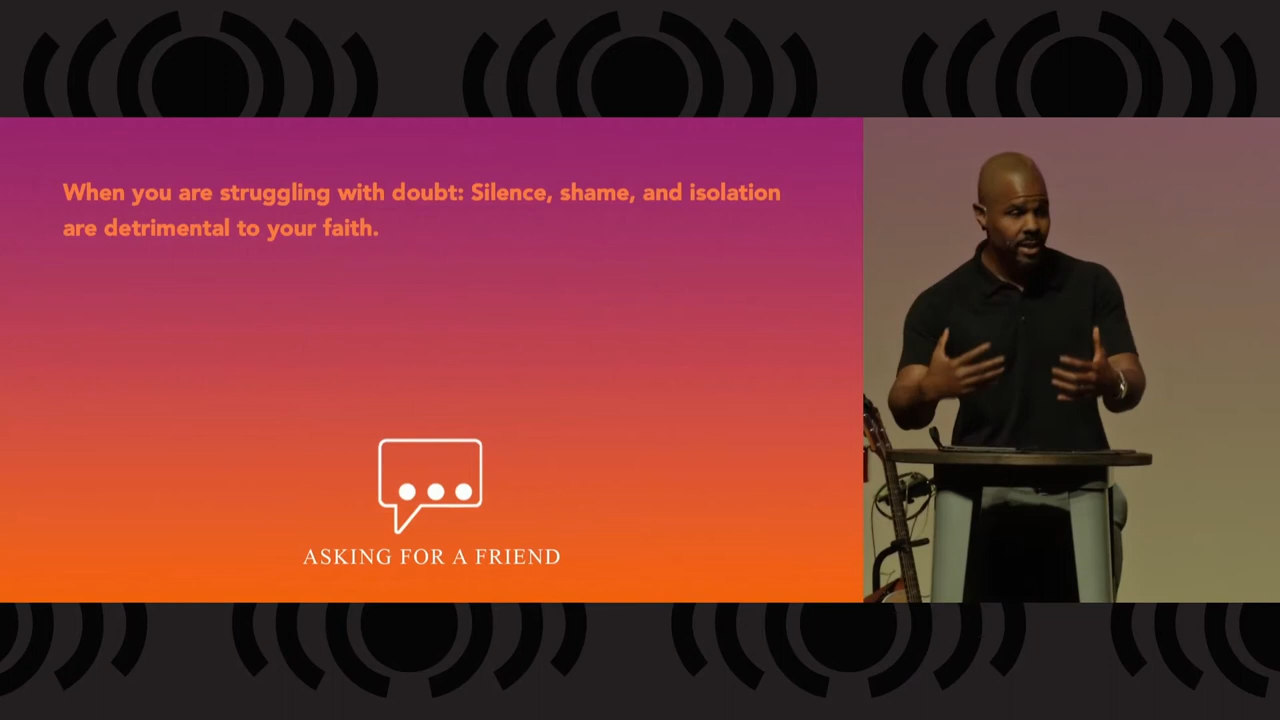 When you are struggling with doubt: Silence, shame, and isolation
are detrimental to your faith.
ASKING FOR A FRIEND